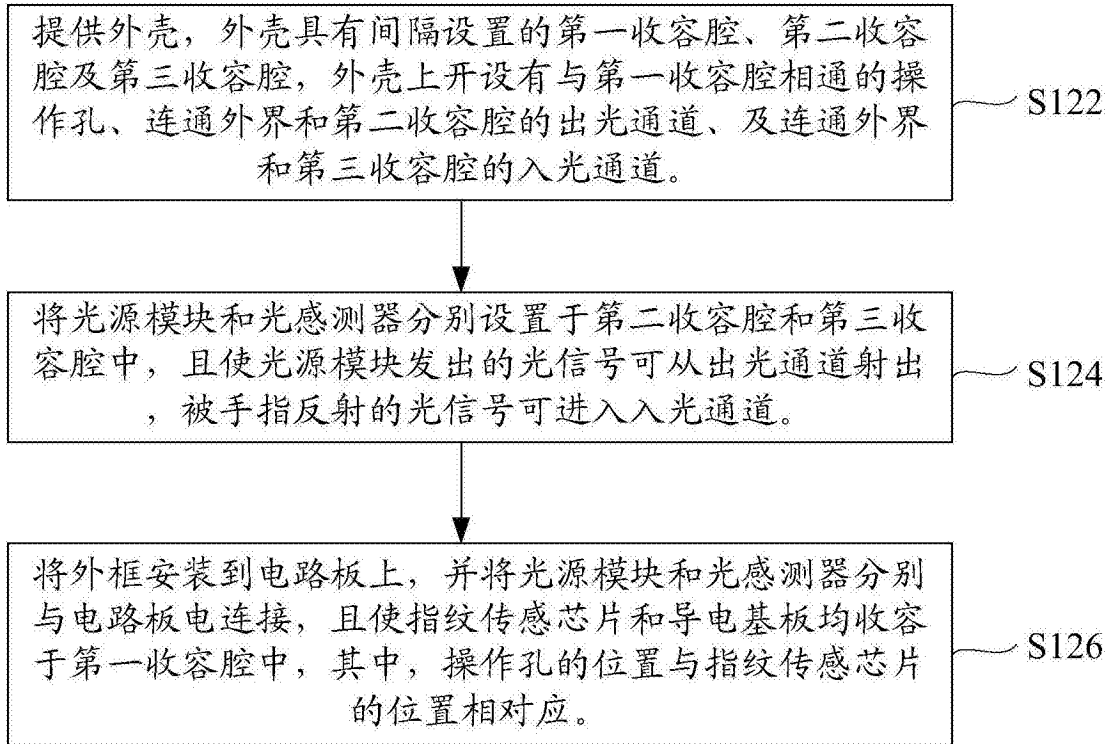 提供外壳，外壳具有间隔设置的第一收容腔、第二收容
腔及第三收容腔，外壳上开设有与第一收容腔相通的操
作孔、连通外界和第二收容腔的出光通道、及连通外界
和第三收容腔的入光通道。
S122
将光源模块和光感测器分别设置于第二收容腔和第三收
容腔中，且使光源模块发出的光信号可从出光通道射出
，被手指反射的光信号可进入入光通道。
S124
将外框安装到电路板上，并将光源模块和光感测器分别
与电路板电连接，且使指纹传感芯片和导电基板均收容
于第一收容腔中，其中，操作孔的位置与指纹传感芯片
的位置相对应。
S126